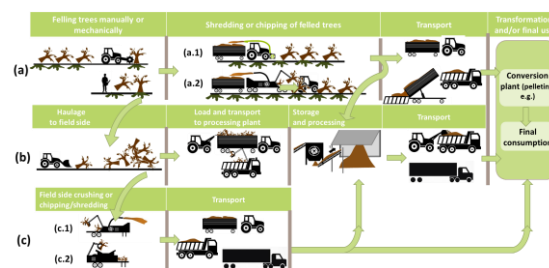 Felling trees manually or
mechanically
Shredding or chipping of felled trees
Transport
Transformation
and/or final use
(a)
(a.1)
(a.2)
Conversion
plant (pelleting
e.g.)
Final
consumption
Haulage
to field side
Load and transport
to processing plant
Storage
and processing
Transport
(b)
Field side crushing or
chipping/shredding
Transport
(c)
(c.1)
(c.2)